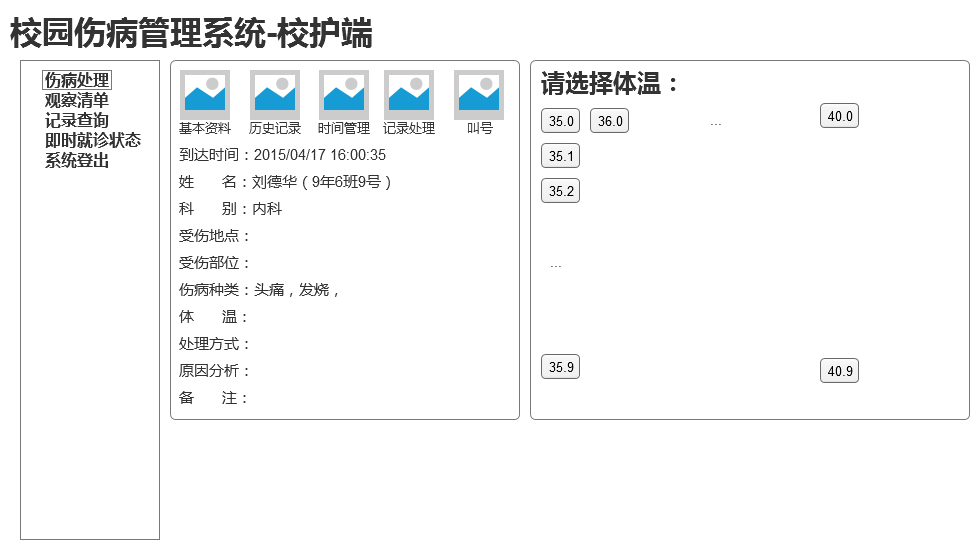 校园伤病管理系统-校护端
伤病处理
观察清单
记录查询
即时就诊状态
系统登出
基本资料 历史记录 时间管理 记录处理 叫号
到达时间：2015/04/17 16:00:35
姓 名：刘德华（9年6班9号）
科 别：内科
受伤地点：
受伤部位：
伤病种类：头痛，发烧，
体 温：
处理方式：
原因分析：
备 注：
请选择体温：
35.0 36.0 ... 40.0
35.1
35.2
...
35.9 40.9